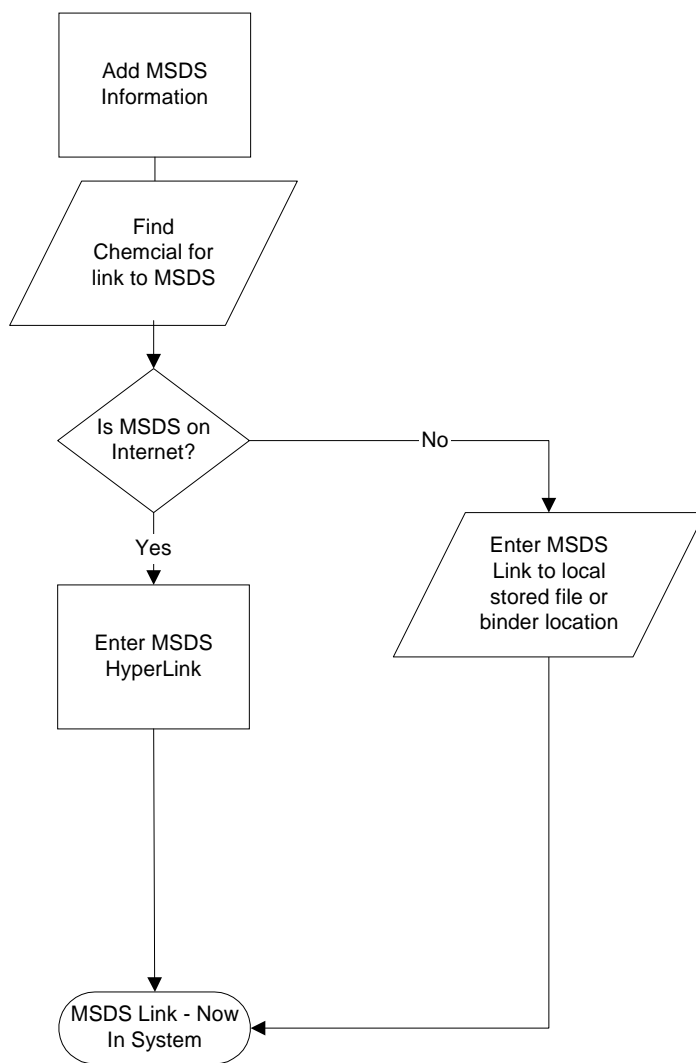 Add MSDS
Information
Find
Chemcial for
link to MSDS
Is MSDS on
Internet?
No
Yes
Enter MSDS
Link to local
stored file or
binder location
Enter MSDS
HyperLink
MSDS Link - Now
In System